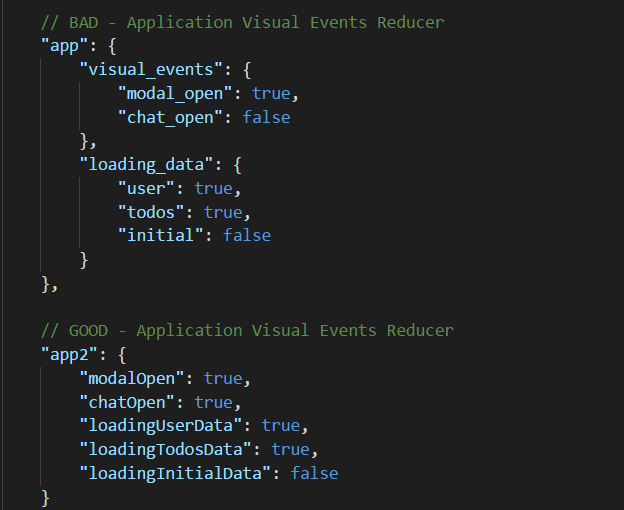 // BAD - Application Visual Events Reducer
"app": {
"visual_events": {
"modal_open": true,
"chat_open": false
},
"loading_data": {
"user": true,
"todos": true,
"initial": false
}
},
// GOOD - Application Visual Events Reducer
"app2": {
"modalOpen": true,
"chatOpen": true,
"loadingUserData": true,
"loadingTodosData": true,
"loadingInitialData": false
}